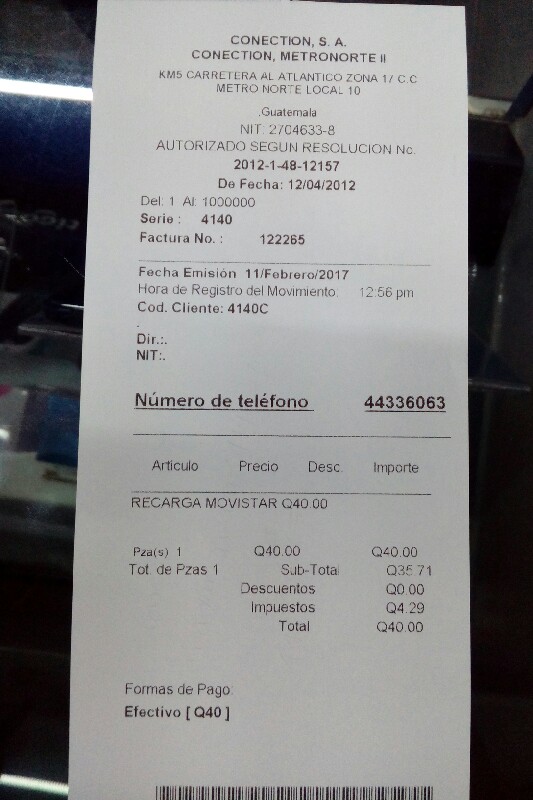 CONECTION, S. A.
CONECTION, METRONORTE II
KM5 CARRETERA AL ATLANTICO ZONA 17 C.C
METRO NORTE LOCAL 10
.Guatemala
NIT: 2704633-8
AUTORIZADO SEGUN RESOLUCION No.
2012-1-48-12157
De Fecha: 12/04/2012
Del: 1 Al: 1000000
Serie : 4140
Factura No. : 122265
Fecha Emisión 11/Febrero/2017
Hora de Registro del Movimiento: 12:56 pm
Cod. Cliente: 4140C
.
Dir.:.
NIT:.
Número de teléfono 44336063
Articulo Precio Desc. Importe
RECARGA MOVISTAR Q40.00
Pza(s) 1 Q40.00 Q40.00
Tot. de Pzas 1 Sub-Total Q35.71
Descuentos Q0.00
Impuestos Q4.29
Total Q40.00
Formas de Pago:
Efectivo [ Q40 ]